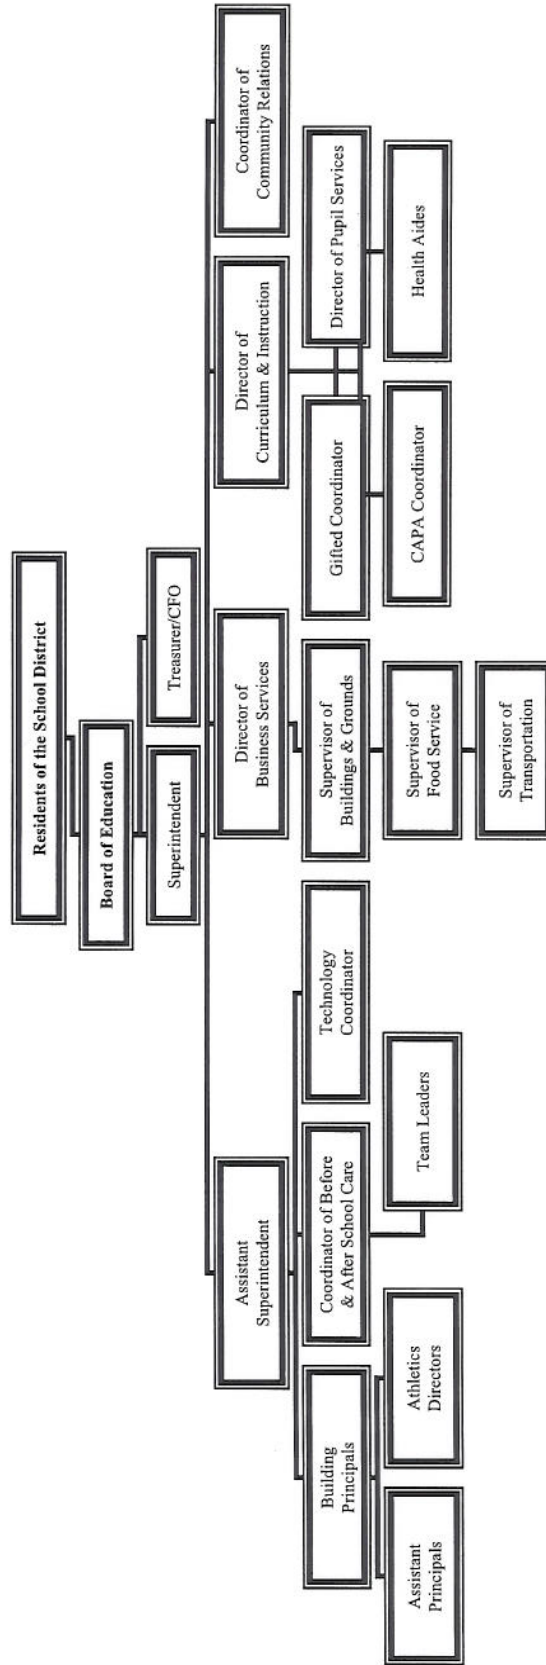 Residents of the School District
Board of Education
Superintendent
Treasurer/CFO
Assistant
Superintendent
Director of
Business Services
Director of
Curriculum & Instruction
Coordinator of
Community Relations
Building
Principals
Coordinator of Before
& After School Care
Technology
Coordinator
Supervisor of
Buildings & Grounds
Gifted Coordinator
Director of Pupil Services
Assistant
Principals
Athletics
Directors
Team Leaders
Supervisor of
Food Service
CAPA Coordinator
Health Aides
Supervisor of
Transportation